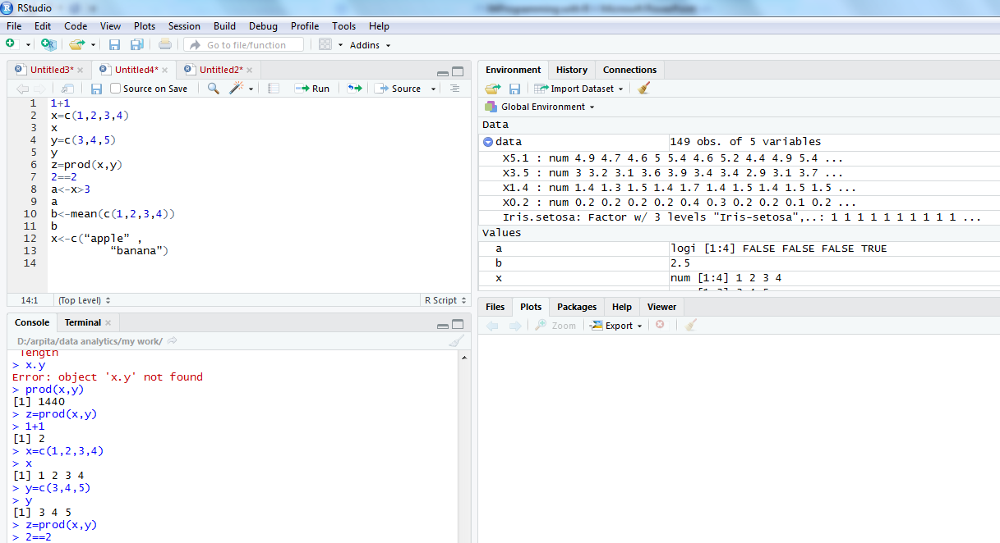 RStudio
File Edit Code View Plots Session Build Debug Profile Tools Help
Go to file/function Addins
Untitled3* Untitled4* Untitled2*
Source on Save Run Source
1 1+1
2 x=c(1,2,3,4)
3 x
4 y=c(3,4,5)
5 y
6 z=prod(x,y)
7 2==2
8 a<-x>3
9 a
10 b<-mean(c(1,2,3,4))
11 b
12 x<-c(“apple” ,
13 “banana”)
14
14:1 (Top Level) R Script
Console Terminal
D:/arpita/data analytics/my work/
length
> x.y
Error: object 'x.y' not found
> prod(x,y)
[1] 1440
> z=prod(x,y)
> 1+1
[1] 2
> x=c(1,2,3,4)
> x
[1] 1 2 3 4
> y=c(3,4,5)
> y
[1] 3 4 5
> z=prod(x,y)
> 2==2
Environment History Connections
Import Dataset
Global Environment
Data
data 149 obs. of 5 variables
X5.1 : num 4.9 4.7 4.6 5 5.4 4.6 5.2 4.4 4.9 5.4 ...
X3.5 : num 3 3.2 3.1 3.6 3.9 3.4 3.4 2.9 3.1 3.7 ...
X1.4 : num 1.4 1.3 1.5 1.4 1.7 1.4 1.5 1.4 1.5 1.5 ...
X0.2 : num 0.2 0.2 0.2 0.2 0.4 0.3 0.2 0.2 0.1 0.2 ...
Iris.setosa: Factor w/ 3 levels "Iris-setosa",..: 1 1 1 1 1 1 1 1 1 1 ...
Values
a logi [1:4] FALSE FALSE FALSE TRUE
b 2.5
x num [1:4] 1 2 3 4
Files Plots Packages Help Viewer
Zoom Export